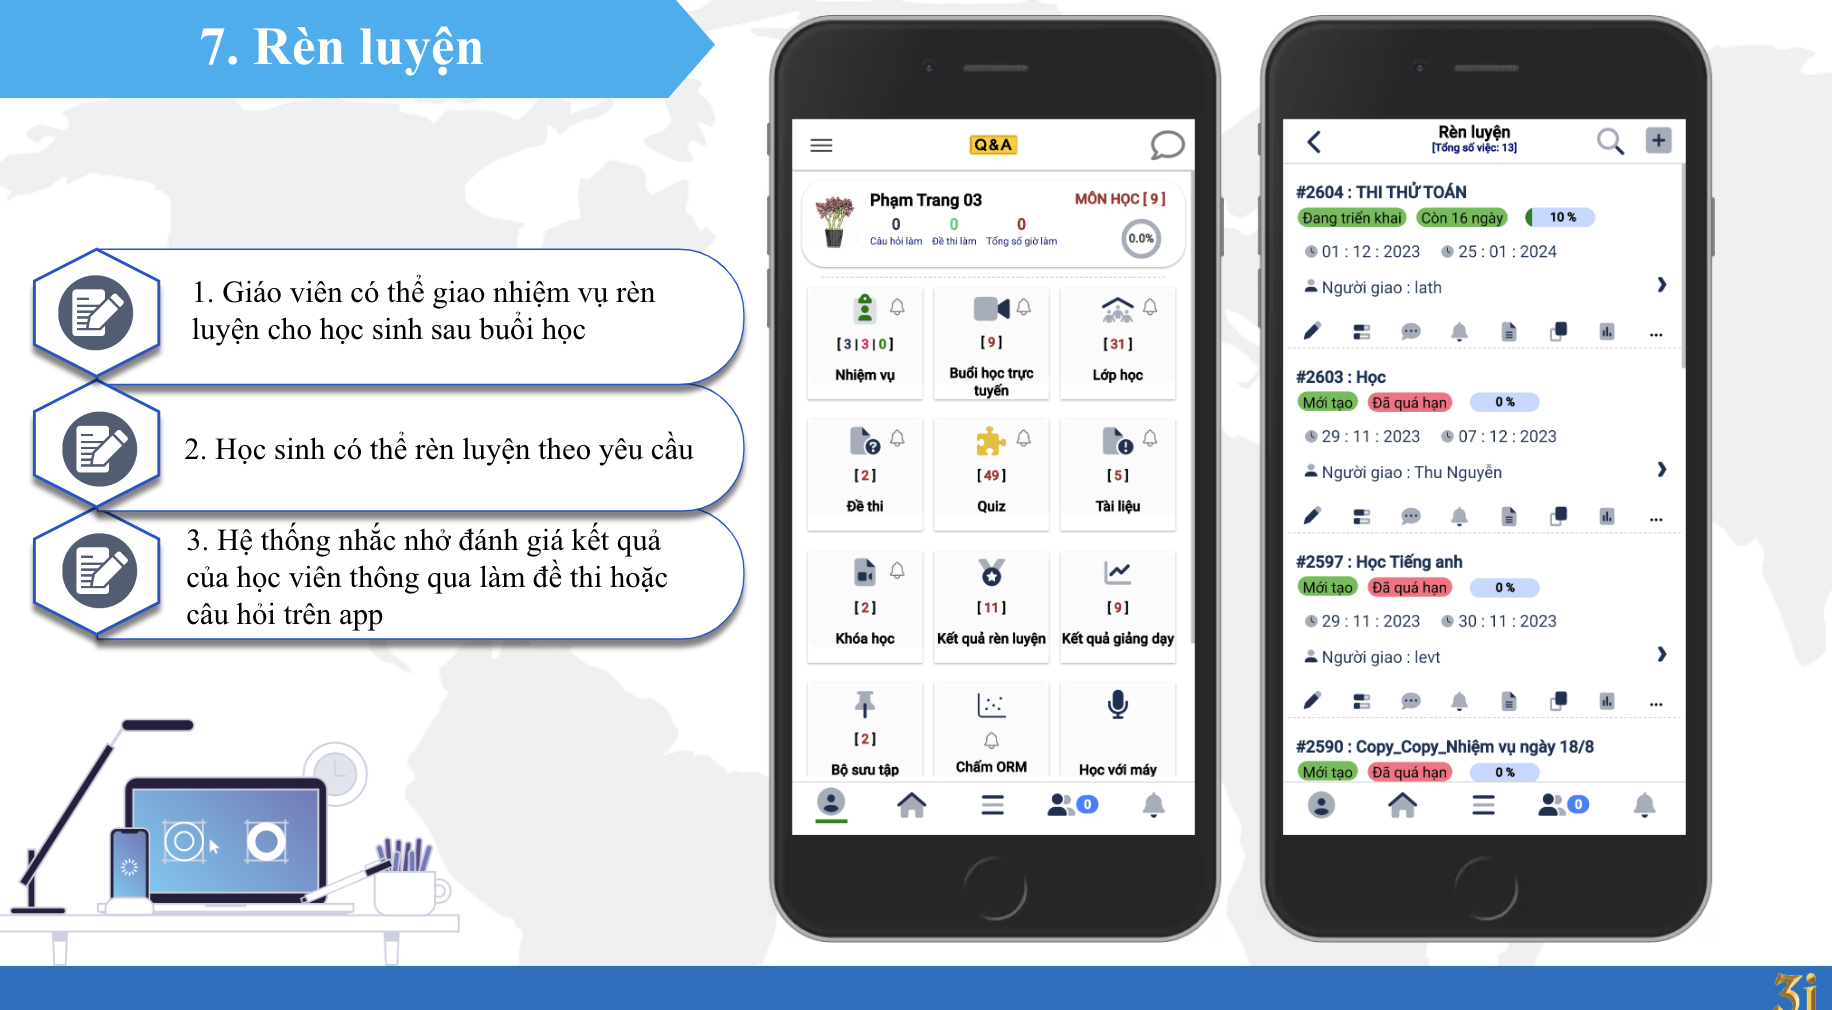 7. Rèn luyện
1. Giáo viên có thể giao nhiệm vụ rèn
luyện cho học sinh sau buổi học
2. Học sinh có thể rèn luyện theo yêu cầu
3. Hệ thống nhắc nhở đánh giá kết quả
của học viên thông qua làm đề thi hoặc
câu hỏi trên app
Q&A
Phạm Trang 03
MÔN HỌC [ 9 ]
0 0 0
Câu hỏi làm Đề thi làm Tổng số giờ làm
0.0%
[ 3 | 3 | 0 ]
Nhiệm vụ
[ 9 ]
Buổi học trực
tuyến
[ 31 ]
Lớp học
[ 2 ]
Đề thi
[ 49 ]
Quiz
[ 5 ]
Tài liệu
[ 2 ]
Khóa học
[ 11 ]
Kết quả rèn luyện
[ 9 ]
Kết quả giảng dạy
[ 2 ]
Bộ sưu tập
Chấm ORM
Học với máy
0
Rèn luyện
[Tổng số việc: 13]
#2604 : THI THỬ TOÁN
Đang triển khai Còn 16 ngày 10 %
01 : 12 : 2023 25 : 01 : 2024
Người giao : lath
#2603 : Học
Mới tạo Đã quá hạn 0 %
29 : 11 : 2023 07 : 12 : 2023
Người giao : Thu Nguyễn
#2597 : Học Tiếng anh
Mới tạo Đã quá hạn 0 %
29 : 11 : 2023 30 : 11 : 2023
Người giao : levt
#2590 : Copy_Copy_Nhiệm vụ ngày 18/8
Mới tạo Đã quá hạn 0 %
0
3i